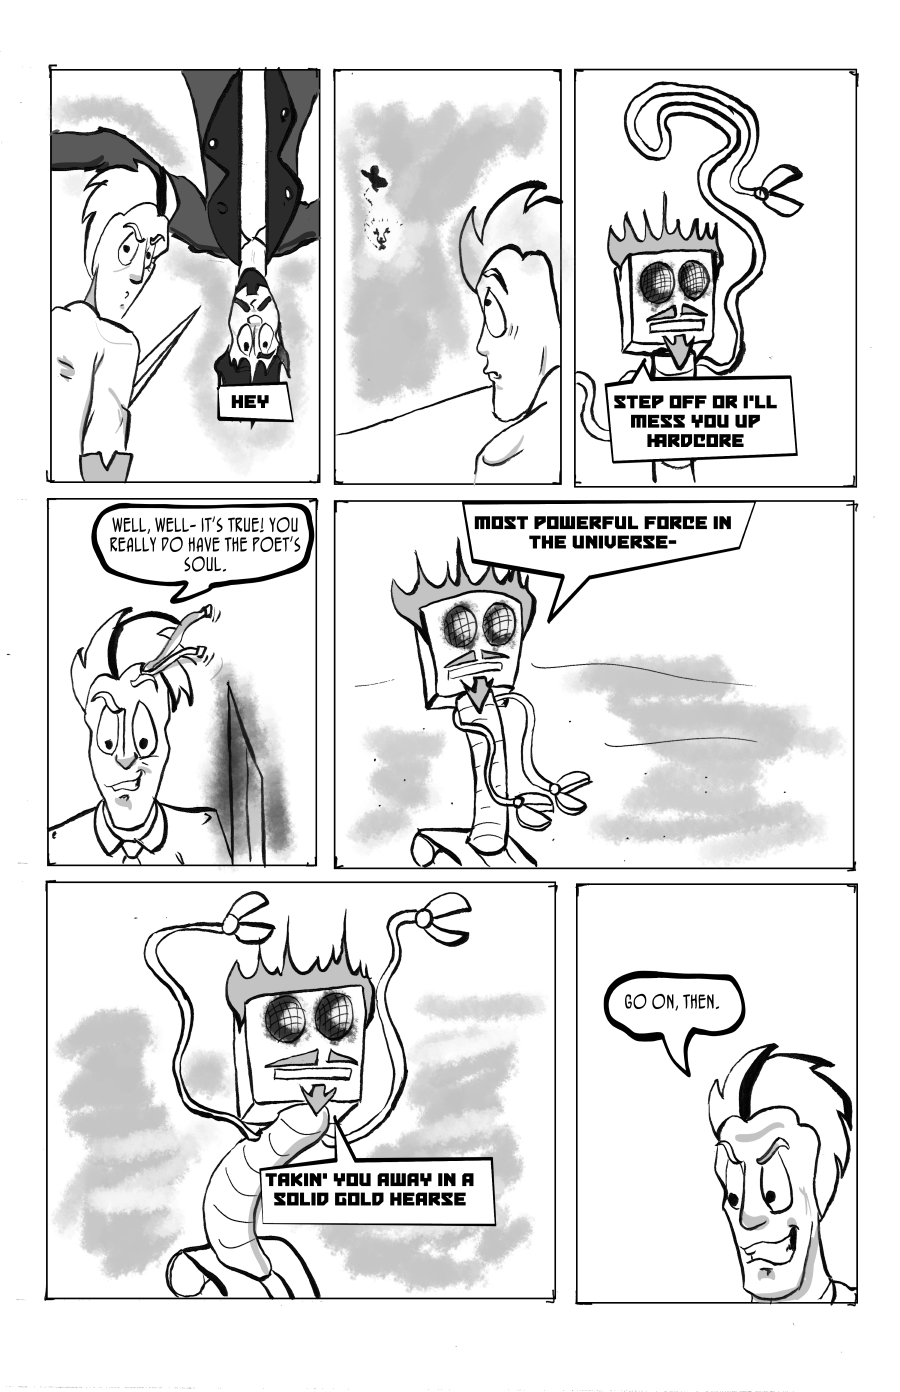 HEY
STEP OFF OR I'LL
MESS YOU UP
HARDCORE
WELL, WELL- IT'S TRUE! YOU
REALLY DO HAVE THE POET'S
SOUL.
MOST POWERFUL FORCE IN
THE UNIVERSE-
TAKIN' YOU AWAY IN A
SOLID GOLD HEARSE
GO ON, THEN.